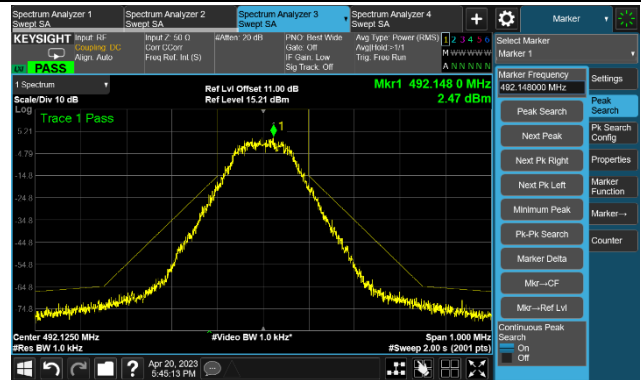 Spectrum Analyzer 1
Swept SA
Spectrum Analyzer 2
Swept SA
Spectrum Analyzer 3
Swept SA
Spectrum Analyzer 4
Swept SA
+
Marker
KEYSIGHT
Input: RF
Coupling: DC
Align: Auto
Input Z: 50 Ω
Corr CCorr
Freq Ref: Int (S)
#Atten: 20 dB
PNO: Best Wide
Gate: Off
IF Gain: Low
Sig Track: Off
Avg Type: Power (RMS)
Avg|Hold:>1/1
Trig: Free Run
1 2 3 4 5 6
M W W W W W
A N N N N N
PASS
Select Marker
Marker 1
1 Spectrum
Scale/Div 10 dB
Ref Lvl Offset 11.00 dB
Ref Level 15.21 dBm
Mkr1 492.148 0 MHz
2.47 dBm
Log
Trace 1 Pass
1
5.21
-4.79
-14.8
-24.8
-34.8
-44.8
-54.8
-64.8
-74.8
Center 492.1250 MHz
#Res BW 1.0 kHz
#Video BW 1.0 kHz*
Span 1.000 MHz
#Sweep 2.00 s (2001 pts)
Marker Frequency
492.148000 MHz
Peak Search
Next Peak
Next Pk Right
Next Pk Left
Minimum Peak
Pk-Pk Search
Marker Delta
Mkr→CF
Mkr→Ref Lvl
Continuous Peak
Search
On
Off
Settings
Peak
Search
Pk Search
Config
Properties
Marker
Function
Marker→
Counter
?
Apr 20, 2023
5:45:13 PM